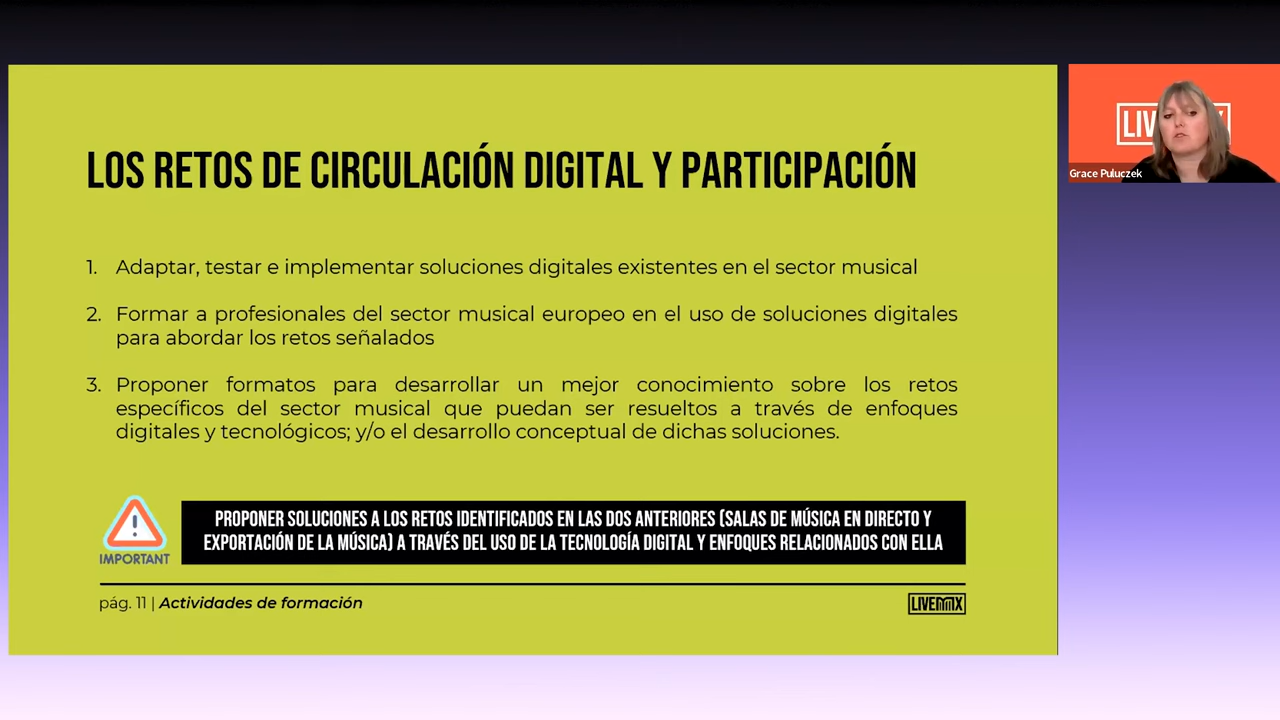 LOS RETOS DE CIRCULACIÓN DIGITAL Y PARTICIPACIÓN
1. Adaptar, testar e implementar soluciones digitales existentes en el sector musical
2. Formar a profesionales del sector musical europeo en el uso de soluciones digitales
para abordar los retos señalados
3. Proponer formatos para desarrollar un mejor conocimiento sobre los retos
específicos del sector musical que puedan ser resueltos a través de enfoques
digitales y tecnológicos; y/o el desarrollo conceptual de dichas soluciones.
IMPORTANT
PROPONER SOLUCIONES A LOS RETOS IDENTIFICADOS EN LAS DOS ANTERIORES (SALAS DE MÚSICA EN DIRECTO Y
EXPORTACIÓN DE LA MÚSICA) A TRAVÉS DEL USO DE LA TECNOLOGÍA DIGITAL Y ENFOQUES RELACIONADOS CON ELLA
pág. 11 | Actividades de formación
LIVEMX
LIV X
Grace Puluczek